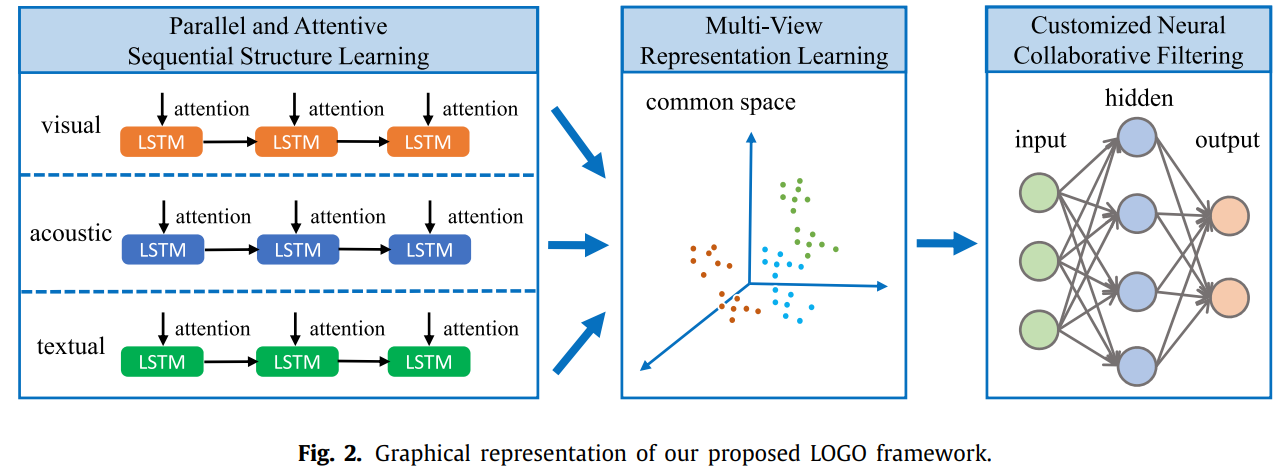 Parallel and Attentive
Sequential Structure Learning
visual
attention
attention
attention
LSTM
LSTM
LSTM
acoustic
attention
attention
attention
LSTM
LSTM
LSTM
textual
attention
attention
attention
LSTM
LSTM
LSTM
Multi-View
Representation Learning
common space
Customized Neural
Collaborative Filtering
hidden
input
output
Fig. 2. Graphical representation of our proposed LOGO framework.